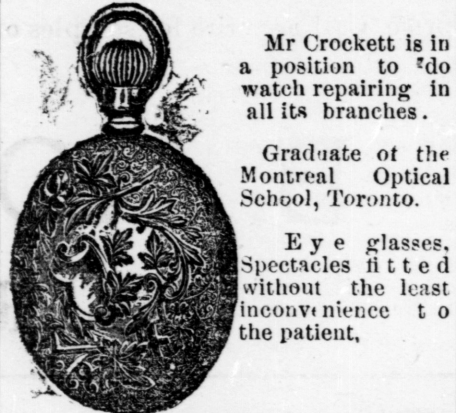 Mr Crockett is in
a position to do
watch repairing in
all its branches.
Graduate of the
Montreal Optical
School, Toronto.
Eye glasses,
Spectacles fitted
without the least
inconvenience to
the patient,